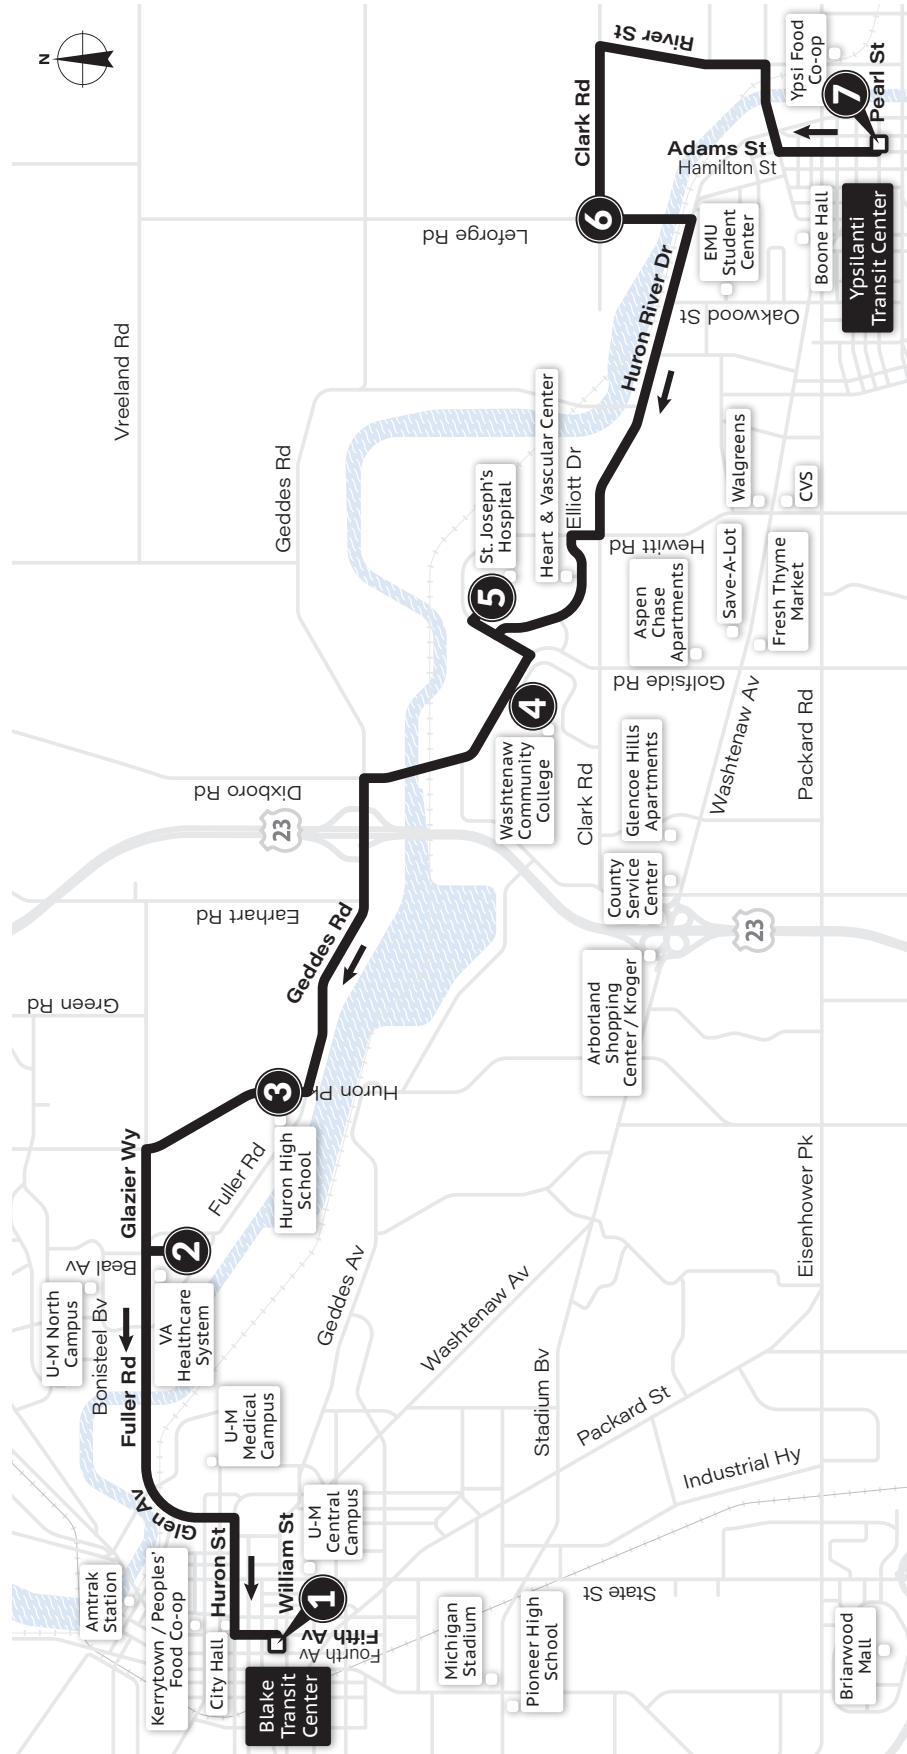 N
Vreeland Rd
Geddes Rd
Leforge Rd
Clark Rd
River St
Adams St
Hamilton St
Ypsi Food
Co-op
7
Pearl St
Ypsilanti
Transit Center
Boone Hall
EMU
Student
Center
Oakwood St
6
Huron River Dr
Heart & Vascular Center
Elliott Dr
St. Joseph's
Hospital
5
Hewitt Rd
Walgreens
CVS
Save-A-Lot
Fresh Thyme
Market
Aspen
Chase
Apartments
Golfside Rd
4
Washtenaw
Community
College
Clark Rd
Washtenaw Av
Packard Rd
Glencoe Hills
Apartments
County
Service
Center
Dixboro Rd
23
23
Earhart Rd
Green Rd
Geddes Rd
Arborland
Shopping
Center / Kroger
3
Huron Pk
Huron High
School
Fuller Rd
Glazier Wy
Eisenhower Pk
2
Beal Av
U-M North
Campus
Bonisteel Bv
VA
Healthcare
System
Fuller Rd
Geddes Av
Washtenaw Av
Stadium Bv
Packard St
Industrial Hy
U-M
Medical
Campus
Glen Av
Huron St
William St
U-M
Central
Campus
Amtrak
Station
Kerrytown / Peoples'
Food Co-op
City Hall
1
Fifth Av
Fourth Av
Blake
Transit
Center
State St
Michigan
Stadium
Pioneer High
School
Briarwood
Mall